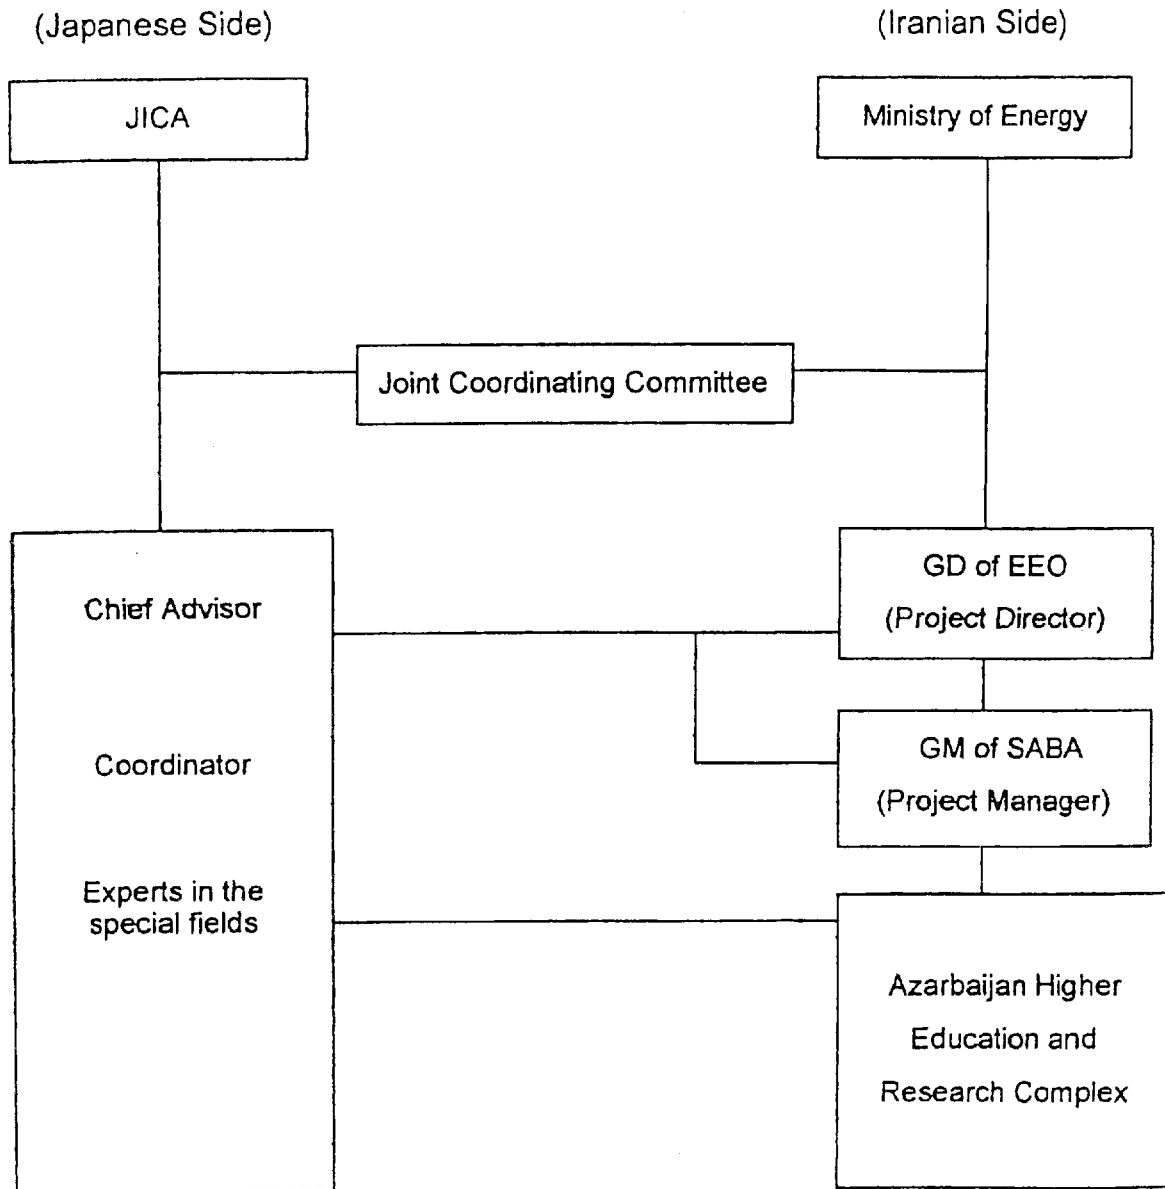 (Japanese Side)
(Iranian Side)
JICA
Ministry of Energy
Joint Coordinating Committee
Chief Advisor
Coordinator
Experts in the
special fields
GD of EEO
(Project Director)
GM of SABA
(Project Manager)
Azarbaijan Higher
Education and
Research Complex